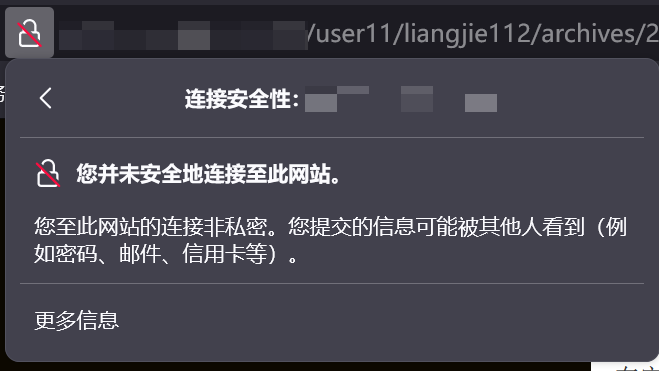 /user11/liangjie112/archives/2
连接安全性：
您并未安全地连接至此网站。
您至此网站的连接非私密。您提交的信息可能被其他人看到（例
如密码、邮件、信用卡等）。
更多信息